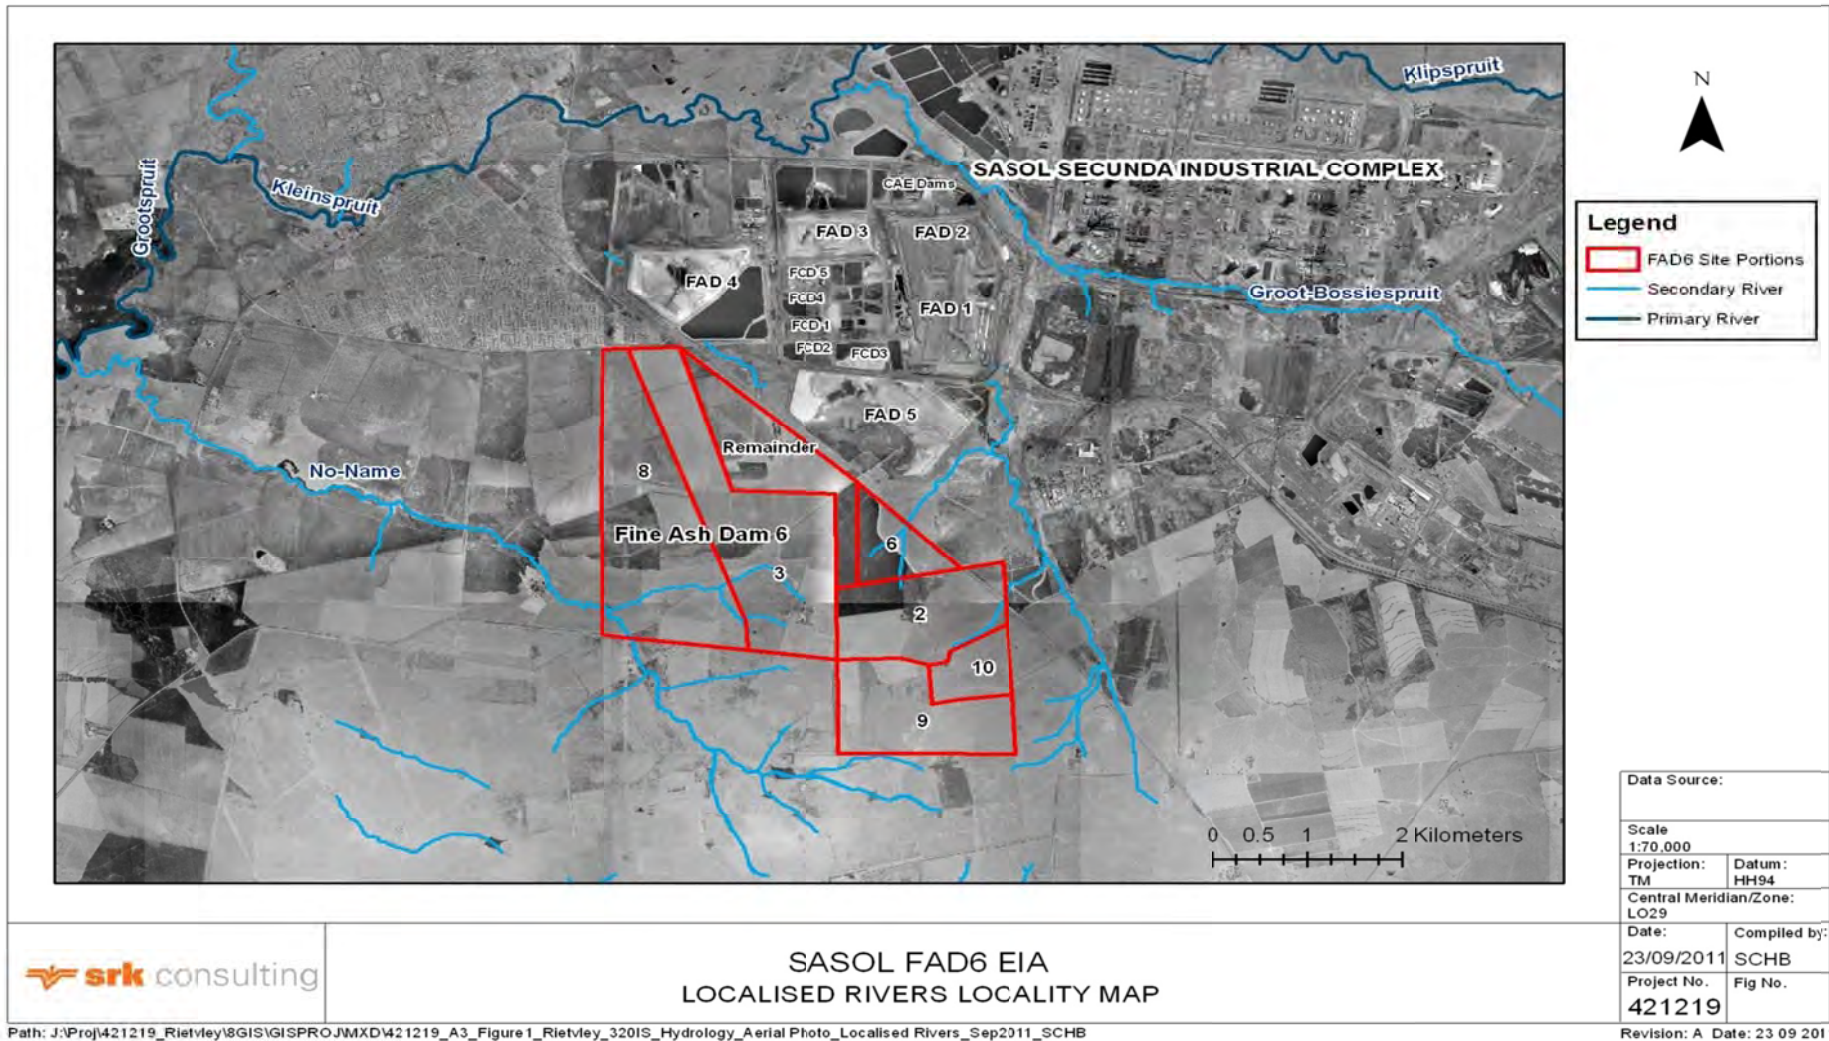 Klipspruit
N
SASOL SECUNDA INDUSTRIAL COMPLEX
CAE Dams
Grootspruit
Kleinspruit
FAD 3
FAD 2
FAD 4
FCD 5
FCD4
FAD 1
FCD 1
FCD2
FCD3
Groot-Bossiespruit
FAD 5
Remainder
8
No-Name
Fine Ash Dam 6
6
3
2
10
9
Legend
FAD6 Site Portions
Secondary River
Primary River
0 0.5 1 2 Kilometers
Data Source:
Scale
1:70,000
Projection:
TM
Datum:
HH94
Central Meridian/Zone:
LO29
Date:
23/09/2011
Compiled by:
SCHB
Project No.
421219
Fig No.
srk consulting
SASOL FAD6 EIA
LOCALISED RIVERS LOCALITY MAP
Path: J:\Proj\421219_Rietvley\8GIS\GISPROJ\MXD\421219_A3_Figure1_Rietvley_320IS_Hydrology_Aerial Photo_Localised Rivers_Sep2011_SCHB
Revision: A Date: 23 09 201